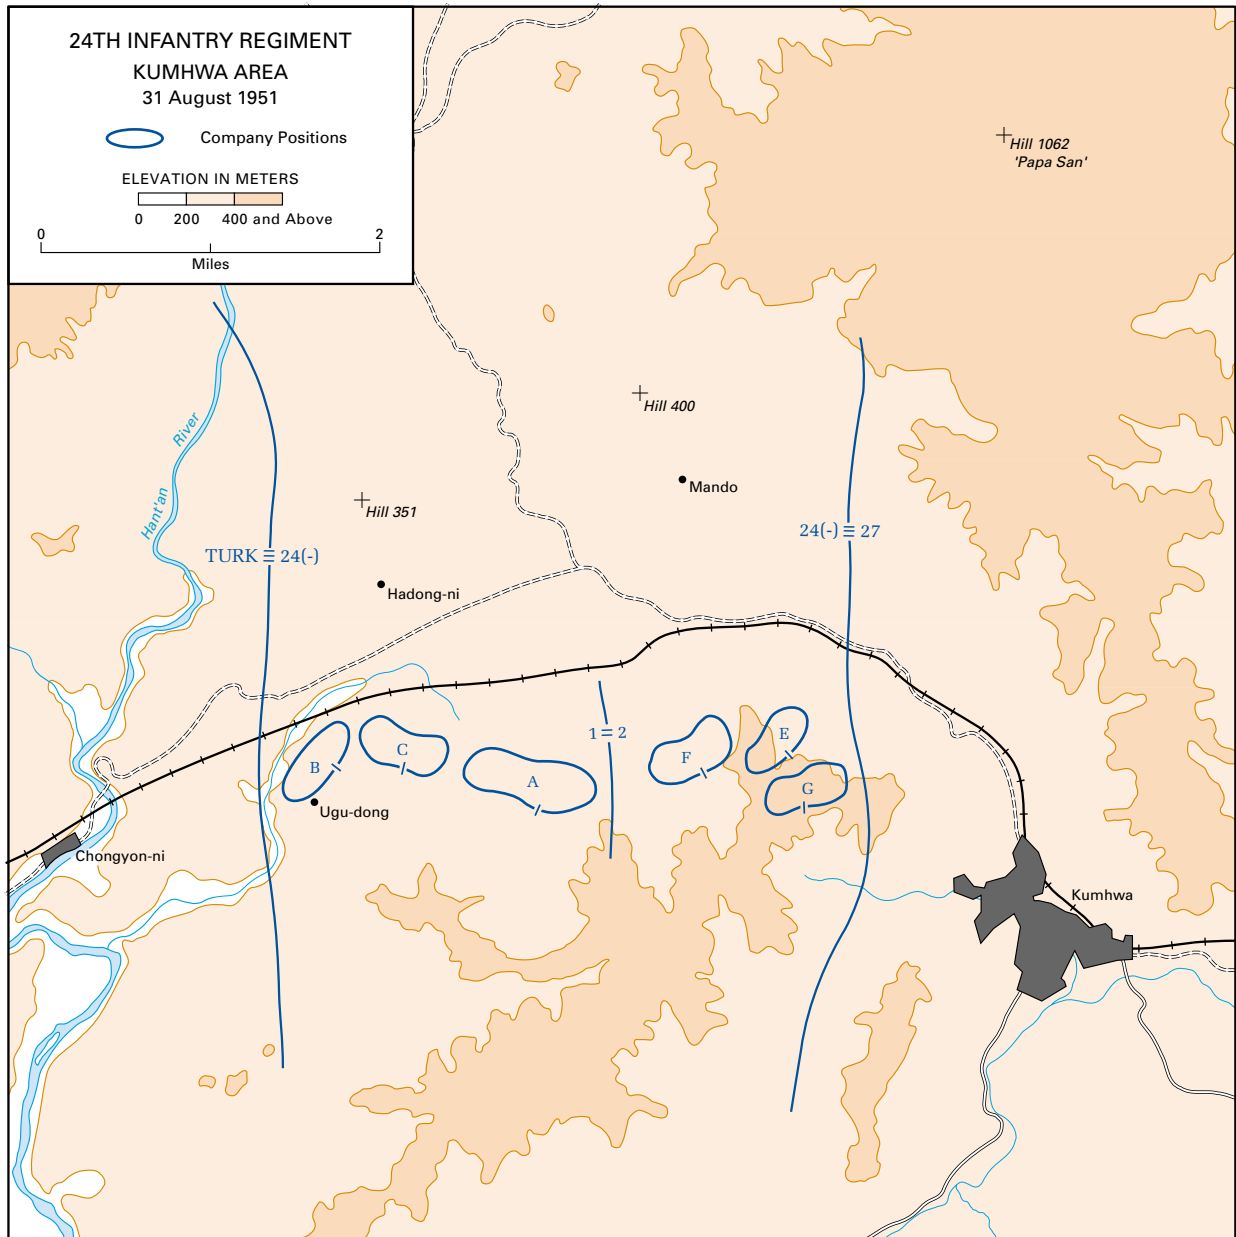 24TH INFANTRY REGIMENT
KUMHWA AREA
31 August 1951
Company Positions
ELEVATION IN METERS
0 200 400 and Above
0 2
Miles
Hill 1062
'Papa San'
Hill 400
River
Hant'an
Mando
Hill 351
24(-) 27
TURK 24(-)
Hadong-ni
1 2
E
C
F
B
A
G
Ugu-dong
Chongyon-ni
Kumhwa